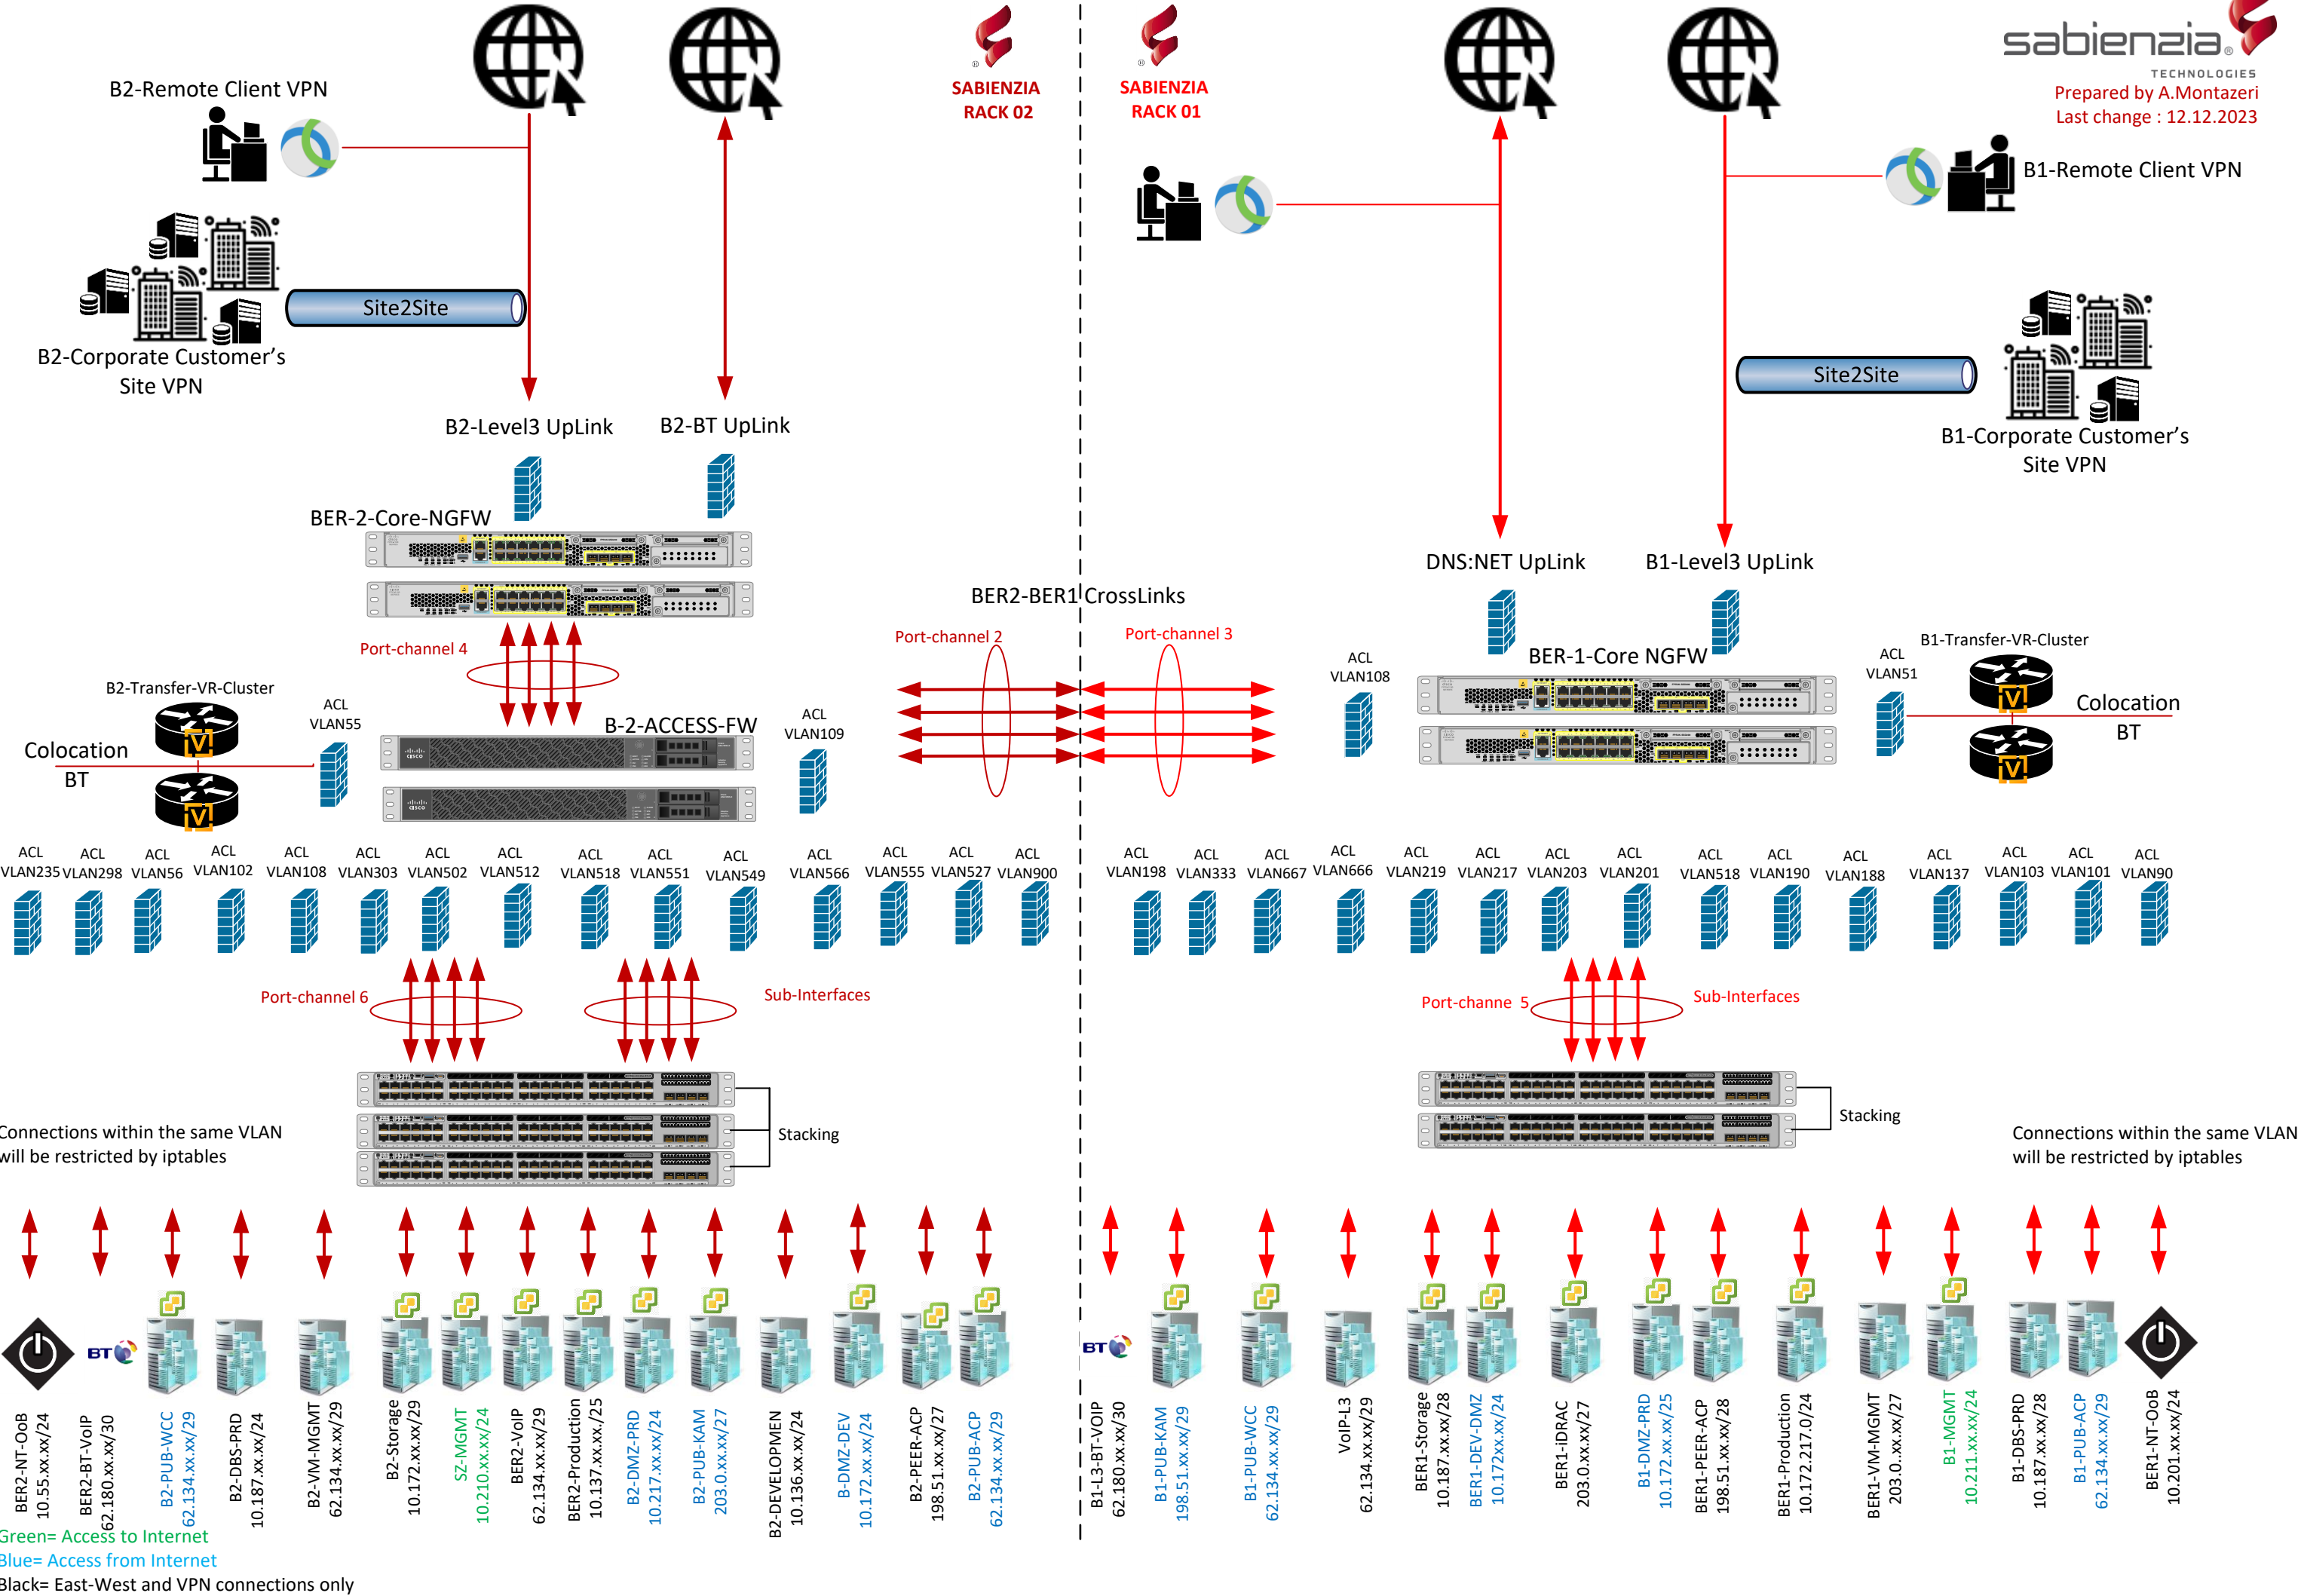 SABIENZIA
RACK 02
SABIENZIA
RACK 01
sabienzia®
TECHNOLOGIES
Prepared by A.Montazeri
Last change : 12.12.2023
B2-Remote Client VPN
B1-Remote Client VPN
Site2Site
B2-Corporate Customer's
Site VPN
Site2Site
B1-Corporate Customer's
Site VPN
B2-Level3 UpLink
B2-BT UpLink
BER-2-Core-NGFW
DNS:NET UpLink
B1-Level3 UpLink
BER2-BER1 CrossLinks
Port-channel 4
Port-channel 2
Port-channel 3
BER-1-Core NGFW
ACL
VLAN108
ACL
VLAN51
B1-Transfer-VR-Cluster
Colocation
BT
B2-Transfer-VR-Cluster
ACL
VLAN55
Colocation
BT
B-2-ACCESS-FW
ACL
VLAN109
CISCO
CISCO
ACL
VLAN235
ACL
VLAN298
ACL
VLAN56
ACL
VLAN102
ACL
VLAN108
ACL
VLAN303
ACL
VLAN502
ACL
VLAN512
ACL
VLAN518
ACL
VLAN551
ACL
VLAN549
ACL
VLAN566
ACL
VLAN555
ACL
VLAN527
ACL
VLAN900
ACL
VLAN198
ACL
VLAN333
ACL
VLAN667
ACL
VLAN666
ACL
VLAN219
ACL
VLAN217
ACL
VLAN203
ACL
VLAN201
ACL
VLAN518
ACL
VLAN190
ACL
VLAN188
ACL
VLAN137
ACL
VLAN103
ACL
VLAN101
ACL
VLAN90
Port-channel 6
Sub-Interfaces
Port-channe 5
Sub-Interfaces
Stacking
Stacking
Connections within the same VLAN
will be restricted by iptables
Connections within the same VLAN
will be restricted by iptables
BT
BT
BER2-NT-OoB
10.55.xx.xx/24
BER2-BT-VoIP
62.180.xx.xx/30
B2-PUB-WCC
62.134.xx.xx/29
B2-DBS-PRD
10.187.xx.xx/24
B2-VM-MGMT
62.134.xx.xx/29
B2-Storage
10.172.xx.xx/29
SZ-MGMT
10.210.xx.xx/24
BER2-VoIP
62.134.xx.xx/29
BER2-Production
10.137.xx.xx./25
B2-DMZ-PRD
10.217.xx.xx/24
B2-PUB-KAM
203.0.xx.xx/27
B2-DEVELOPMEN
10.136.xx.xx/24
B-DMZ-DEV
10.172.xx.xx/24
B2-PEER-ACP
198.51.xx.xx/27
B2-PUB-ACP
62.134.xx.xx/29
B1-L3-BT-VOIP
62.180.xx.xx/30
B1-PUB-KAM
198.51.xx.xx/29
B1-PUB-WCC
62.134.xx.xx/29
VoIP-L3
62.134.xx.xx/29
BER1-Storage
10.187.xx.xx/28
BER1-DEV-DMZ
10.172xx.xx/24
BER1-iDRAC
203.0.xx.xx/27
B1-DMZ-PRD
10.172.xx.xx/25
BER1-PEER-ACP
198.51.xx.xx/28
BER1-Production
10.172.217.0/24
BER1-VM-MGMT
203.0.xx.xx/27
B1-MGMT
10.211.xx.xx/24
B1-DBS-PRD
10.187.xx.xx/28
B1-PUB-ACP
62.134.xx.xx/29
BER1-NT-OoB
10.201.xx.xx/24
Green= Access to Internet
Blue= Access from Internet
Black= East-West and VPN connections only